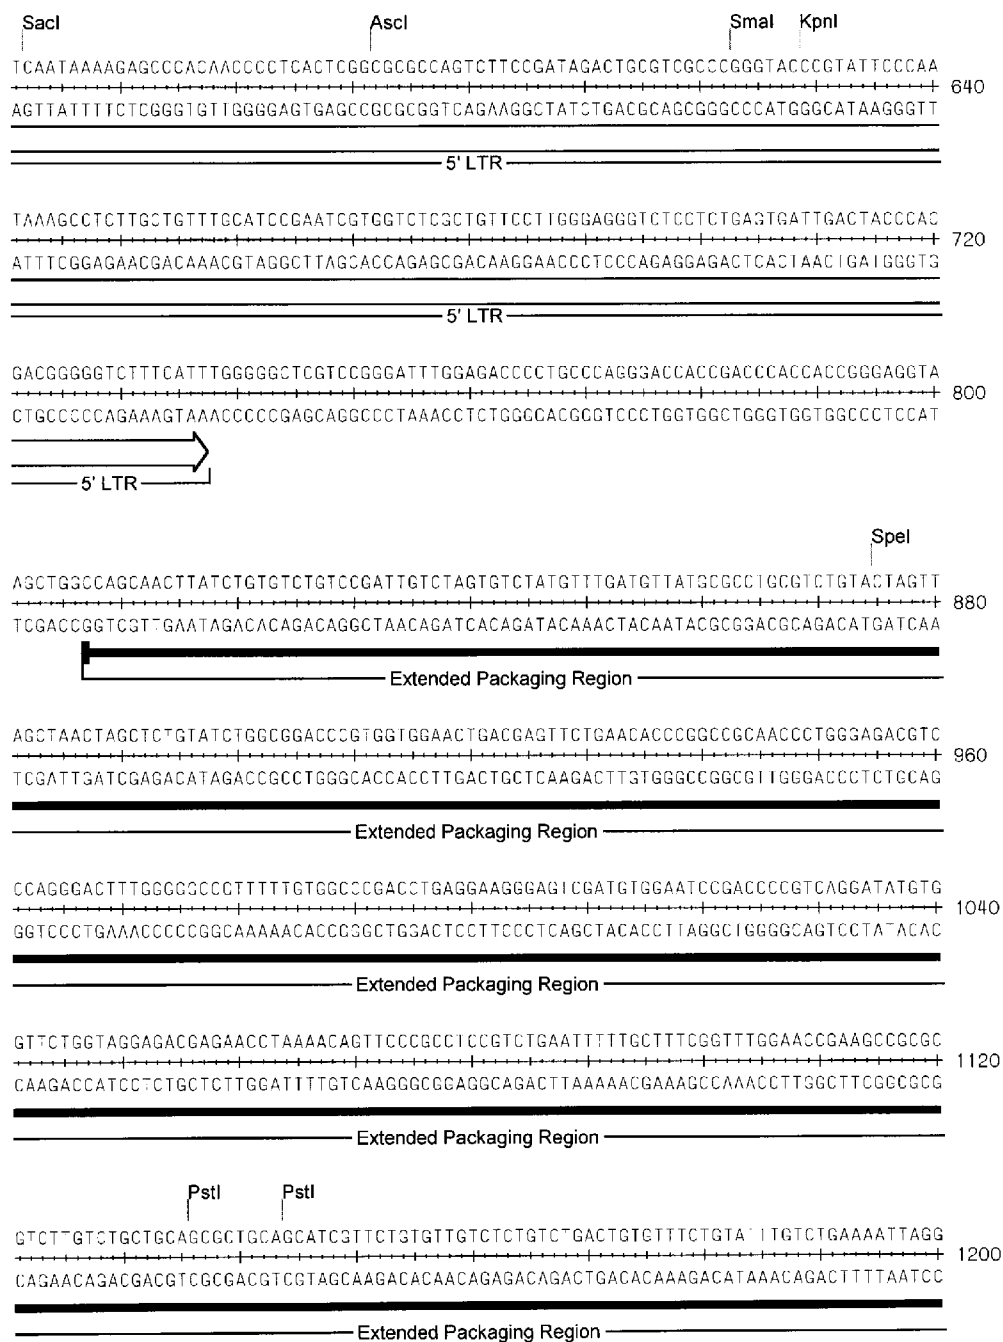 SacI AscI SmaI KpnI
TCAATAAAAGAGCCCACAACCCCTCACTCGGCGCGCCAGTCTTCCGATAGACTGCGTCGCCCGGGTACCCGTATTCCCAA
640
AGTTATTTTCTCGGGTGTTGGGGAGTGAGCCGCGCGGTCAGAAGGCTATCTGACGCAGCGGGCCCATGGGCATAAGGGTT
5' LTR
TAAAGCCTCTTGCTGTTTGCATCCGAATCGTGGTCTCGCTGTTCCTTGGGAGGGTCTCCTCTGAGTGATTGACTACCCAC
720
ATTTCGGAGAACGACAAACGTAGGCTTAGCACCAGAGCGACAAGGAACCCTCCCAGAGGAGACTCACTAACTGATGGGTG
5' LTR
GACGGGGGTCTTTCATTTGGGGGCTCGTCCGGGATTTGGAGACCCCTGCCCAGGGACCACCGACCCACCACCGGGAGGTA
800
CTGCCCCCAGAAAGTAAACCCCCGAGCAGGCCCTAAACCTCTGGGGACGGGTCCCTGGTGGCTGGGTGGTGGCCCTCCAT
5' LTR
SpeI
AGCTGGCCAGCAACTTATCTGTGTCTGTCCGATTGTCTAGTGTCTATGTTTGATGTTATGCGCCTGCGTCTGTACTAGTT
880
TCGACCGGTCGTTGAATAGACACAGACAGGCTAACAGATCACAGATACAAACTACAATACGCGGACGCAGACATGATCAA
Extended Packaging Region
AGCTAACTAGCTCTGTATCTGGCGGACCCGTGGTGGAACTGACGAGTTCTGAACACCCGGCCGCAACCCTGGGAGACGTC
960
TCGATTGATCGAGACATAGACCGCCTGGGCACCACCTTGACTGCTCAAGACTTGTGGGCCGGCGTTGGGACCCTCTGCAG
Extended Packaging Region
CCAGGGACTTTGGGGGCCGTTTTTGTGGCCCGACCTGAGGAAGGGAGTCGATGTGGAATCCGACCCCGTCAGGATATGTG
1040
GGTCCCTGAAACCCCCGGCAAAAACACCGGGCTGGACTCCTTCCCTCAGCTACACCTTAGGCTGGGGCAGTCCTATACAC
Extended Packaging Region
GTTCTGGTAGGAGACGAGAACCTAAAACAGTTCCCGCCTCCGTCTGAATTTTTGCTTTCGGTTTGGAACCGAAGCCGCGC
1120
CAAGACCATCCTCTGCTCTTGGATTTTGTCAAGGGCGGAGGCAGACTTAAAAACGAAAGCCAAACCTTGGCTTCGGCGCG
Extended Packaging Region
PstI PstI
GTCTTGTCTGCTGCAGCGCTGCAGCATCGTTCTGTGTTGTCTCTGTCTGACTGTGTTTCTGTATTTGTCTGAAAATTAGG
1200
CAGAACAGACGACGTCGCGACGTCGTAGCAAGACACAACAGAGACAGACTGACACAAAGACATAAACAGACTTTTAATCC
Extended Packaging Region